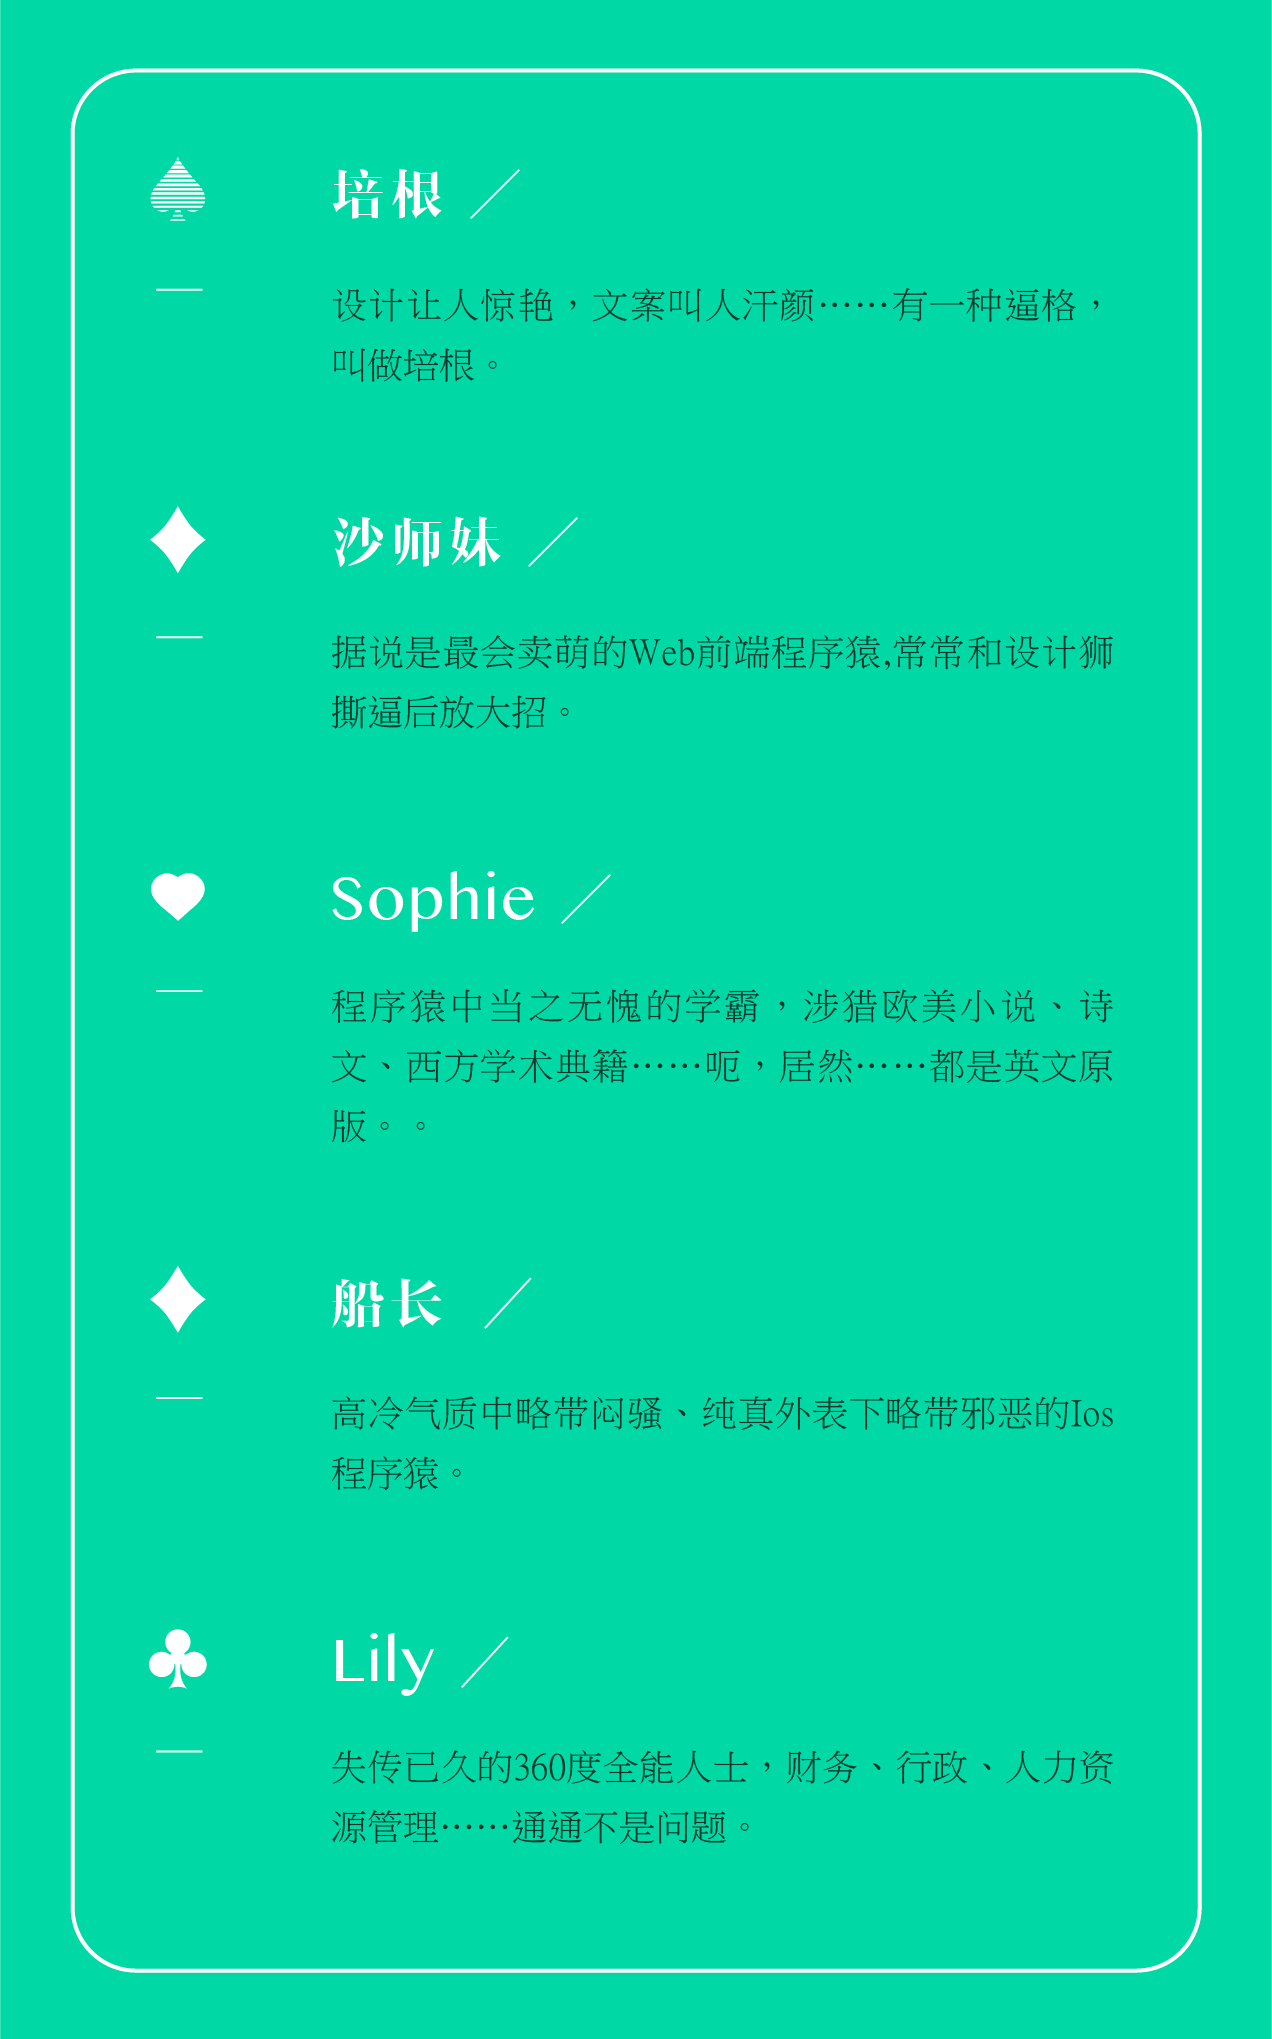 培根 ／
设计让人惊艳，文案叫人汗颜……有一种逼格，
叫做培根。
沙师妹 ／
据说是最会卖萌的Web前端程序猿,常常和设计狮
撕逼后放大招。
Sophie ／
程序猿中当之无愧的学霸，涉猎欧美小说、诗
文、西方学术典籍……呃，居然……都是英文原
版。。
船长 ／
高冷气质中略带闷骚、纯真外表下略带邪恶的Ios
程序猿。
Lily ／
失传已久的360度全能人士，财务、行政、人力资
源管理……通通不是问题。